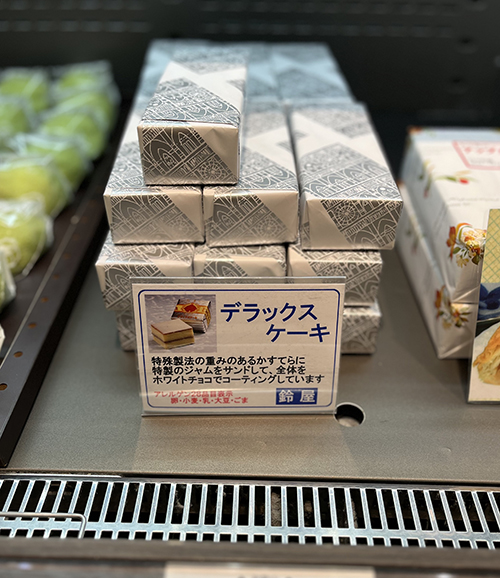 デラックス
ケーキ
特殊製法の重みのあるかすてらに
特製のジャムをサンドして、全体を
ホワイトチョコでコーティングしています
アレルゲン28品目表示
卵・小麦・乳・大豆・ごま
鈴屋